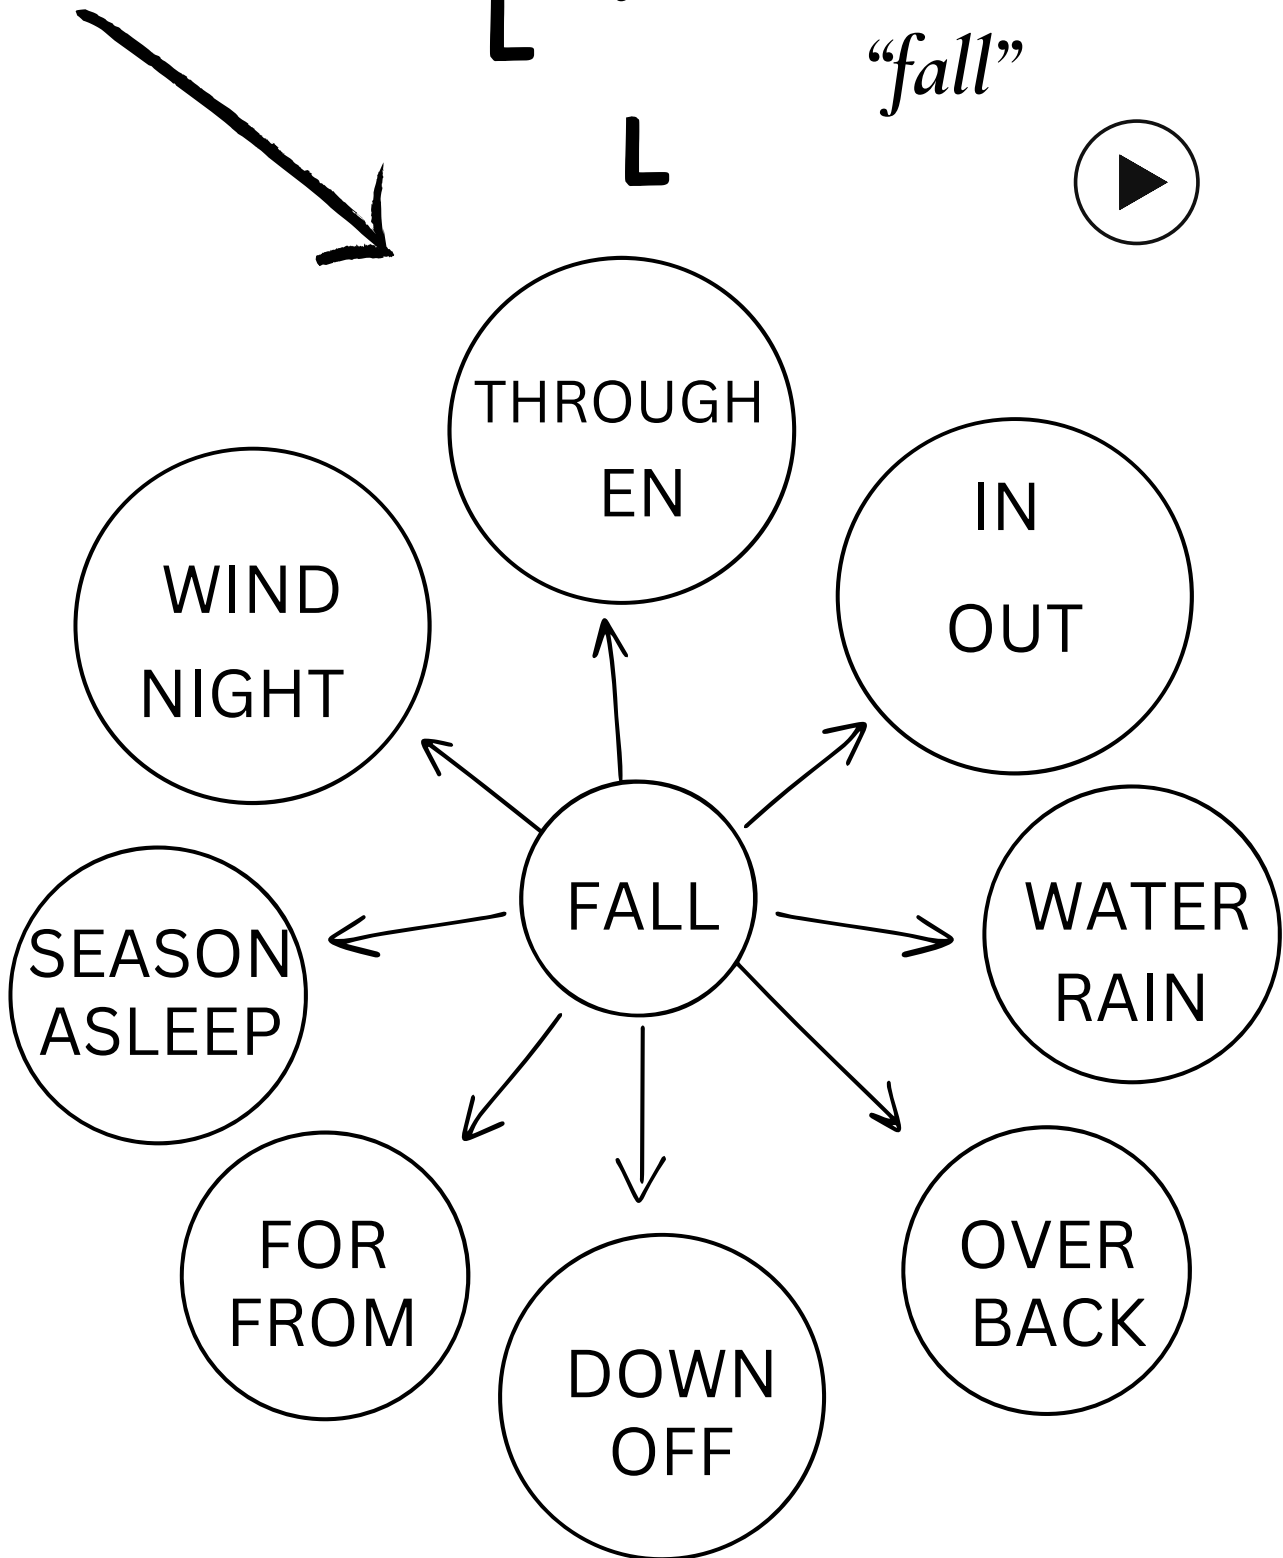 L
“fall”
L
THROUGH
EN
IN
OUT
WIND
NIGHT
FALL
WATER
RAIN
SEASON
ASLEEP
FOR
FROM
OVER
BACK
DOWN
OFF